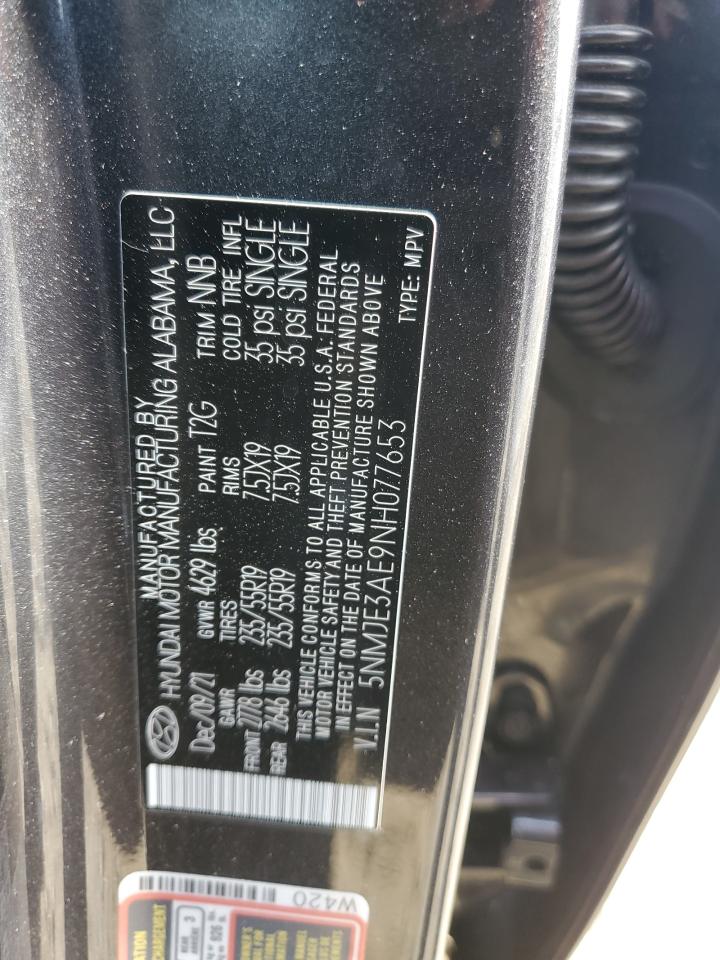 MANUFACTURED BY
HYUNDAI MOTOR MANUFACTURING ALABAMA, LLC
Dec/09/21 GVWR 4629 lbs PAINT T2G TRIM NNB
GAWR TIRES RIMS COLD TIRE INFL
FRONT 2778 lbs 235/55R19 7.5JX19 35 psi SINGLE
REAR 2646 lbs 235/55R19 7.5JX19 35 psi SINGLE
THIS VEHICLE CONFORMS TO ALL APPLICABLE U.S.A. FEDERAL
MOTOR VEHICLE SAFETY AND THEFT PREVENTION STANDARDS
IN EFFECT ON THE DATE OF MANUFACTURE SHOWN ABOVE
V.I.N 5NMJE3AE9NH077653 TYPE: MPV
W420
REAR
3